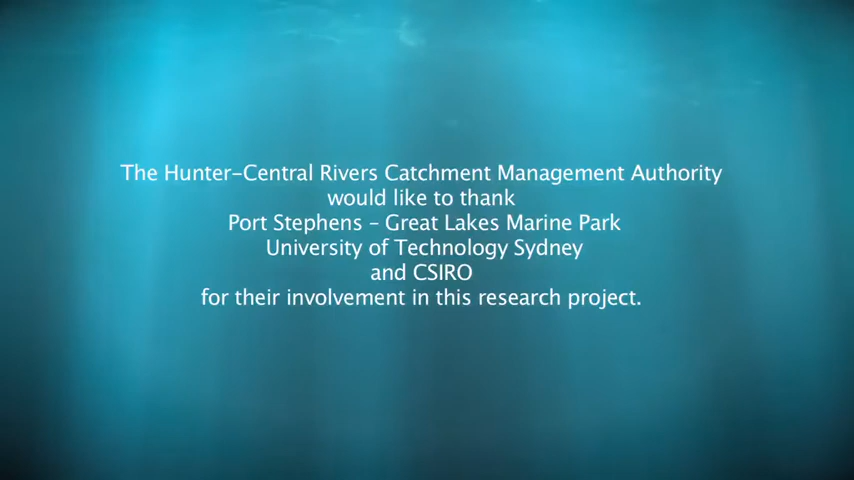 The Hunter-Central Rivers Catchment Management Authority
would like to thank
Port Stephens - Great Lakes Marine Park
University of Technology Sydney
and CSIRO
for their involvement in this research project.